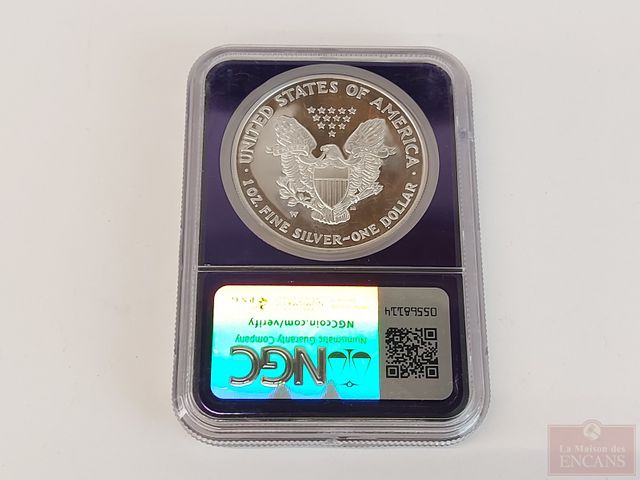 UNITED STATES OF AMERICA
1 OZ. FINE SILVER~ONE DOLLAR
W
05568114
NGCcoin.com/verify
Numismatic Guaranty Company
NGC
La Maison des
ENCANS